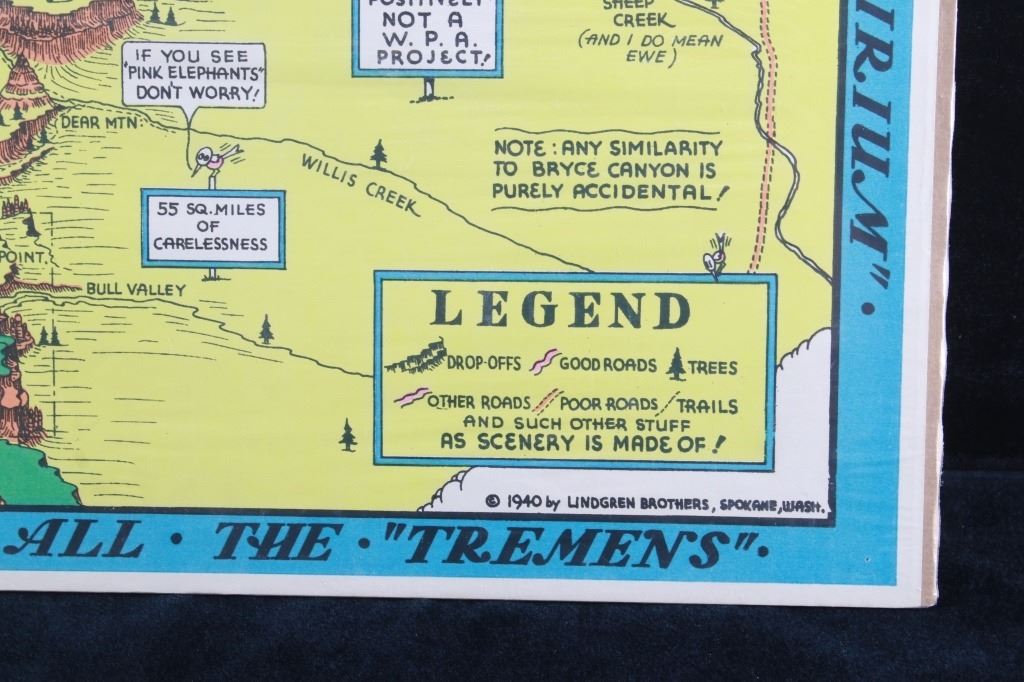 POSITIVELY
NOT A
W.P.A.
PROJECT!
SHEEP
CREEK
(AND I DO MEAN
EWE)
IF YOU SEE
"PINK ELEPHANTS"
DON'T WORRY!
DEAR MTN.
WILLIS CREEK
NOTE: ANY SIMILARITY
TO BRYCE CANYON IS
PURELY ACCIDENTAL!
55 SQ. MILES
OF
CARELESSNESS
POINT.
BULL VALLEY
LEGEND
DROP-OFFS GOOD ROADS TREES
OTHER ROADS POOR ROADS TRAILS
AND SUCH OTHER STUFF
AS SCENERY IS MADE OF!
© 1940 by LINDGREN BROTHERS, SPOKANE, WASH.
IRIUM" ·
ALL · THE · "TREMENS" ·